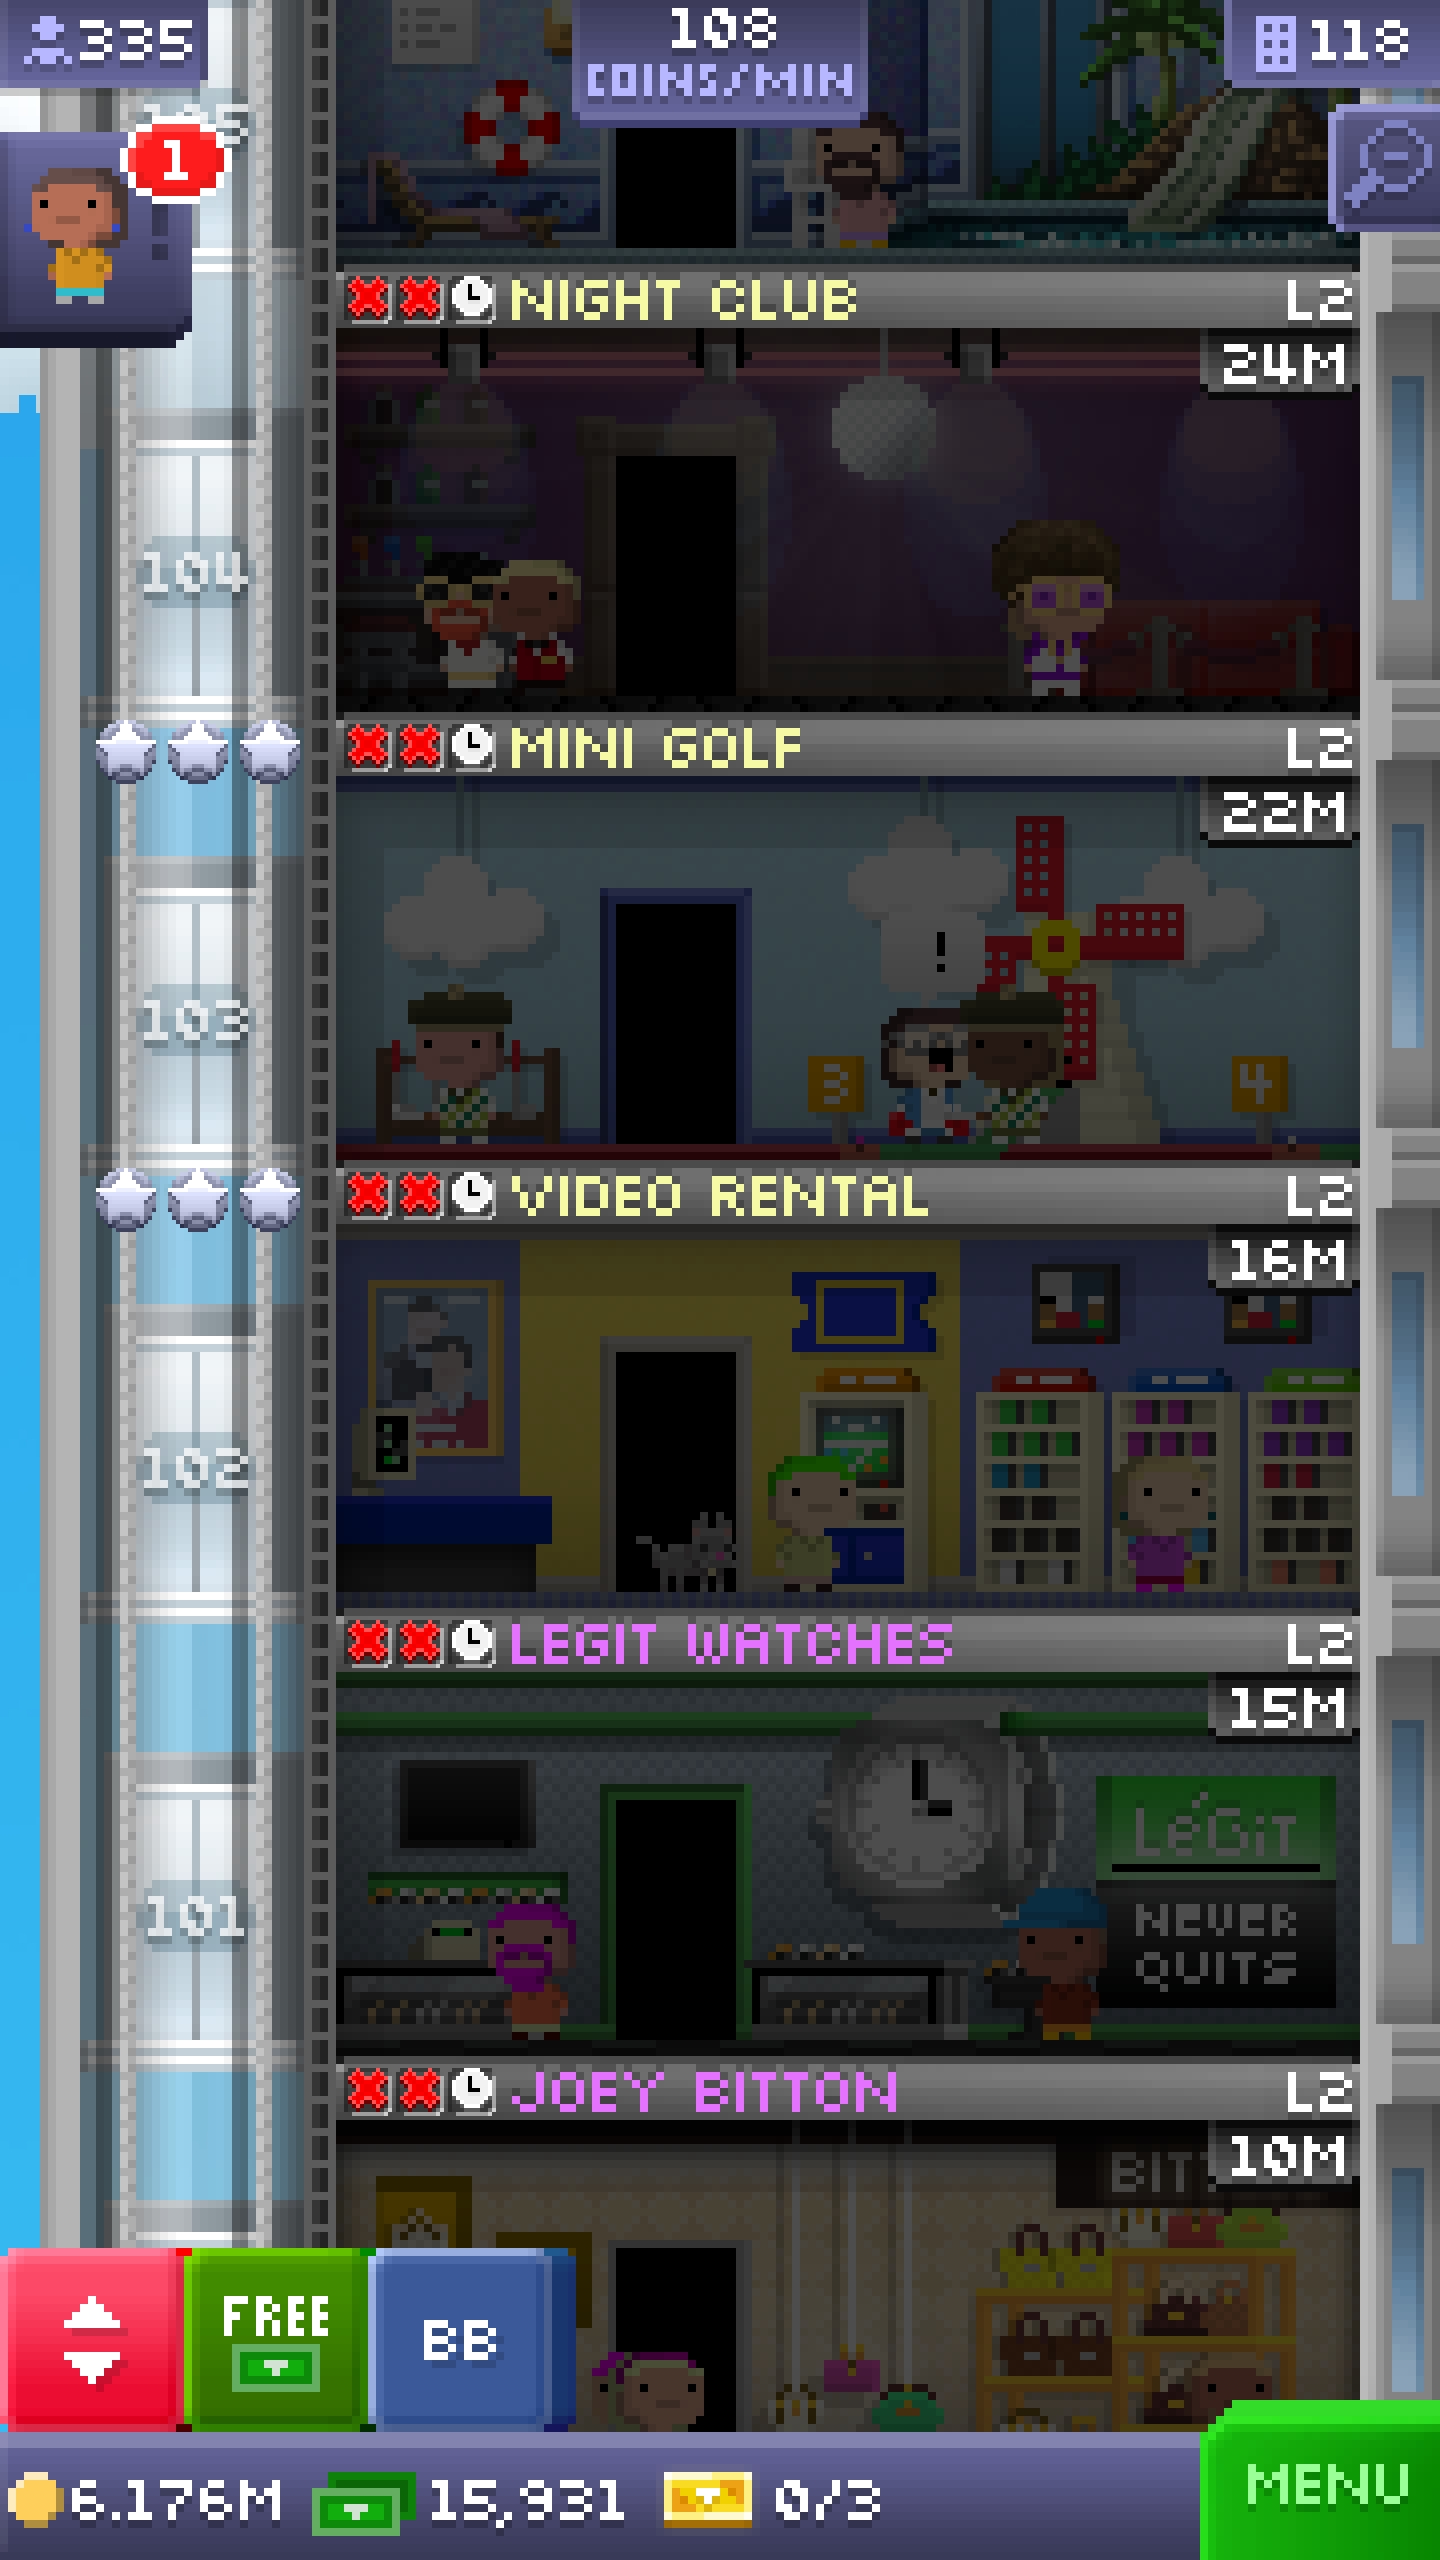 335
108
COINS/MIN
118
1
NIGHT CLUB
L2
24M
104
MINI GOLF
L2
22M
!
103
3
4
VIDEO RENTAL
L2
16M
102
LEGIT WATCHES
L2
15M
LéGiT
NEVER
QUITS
101
JOEY BITTON
L2
10M
FREE
BB
6.176M
15,931
0/3
MENU